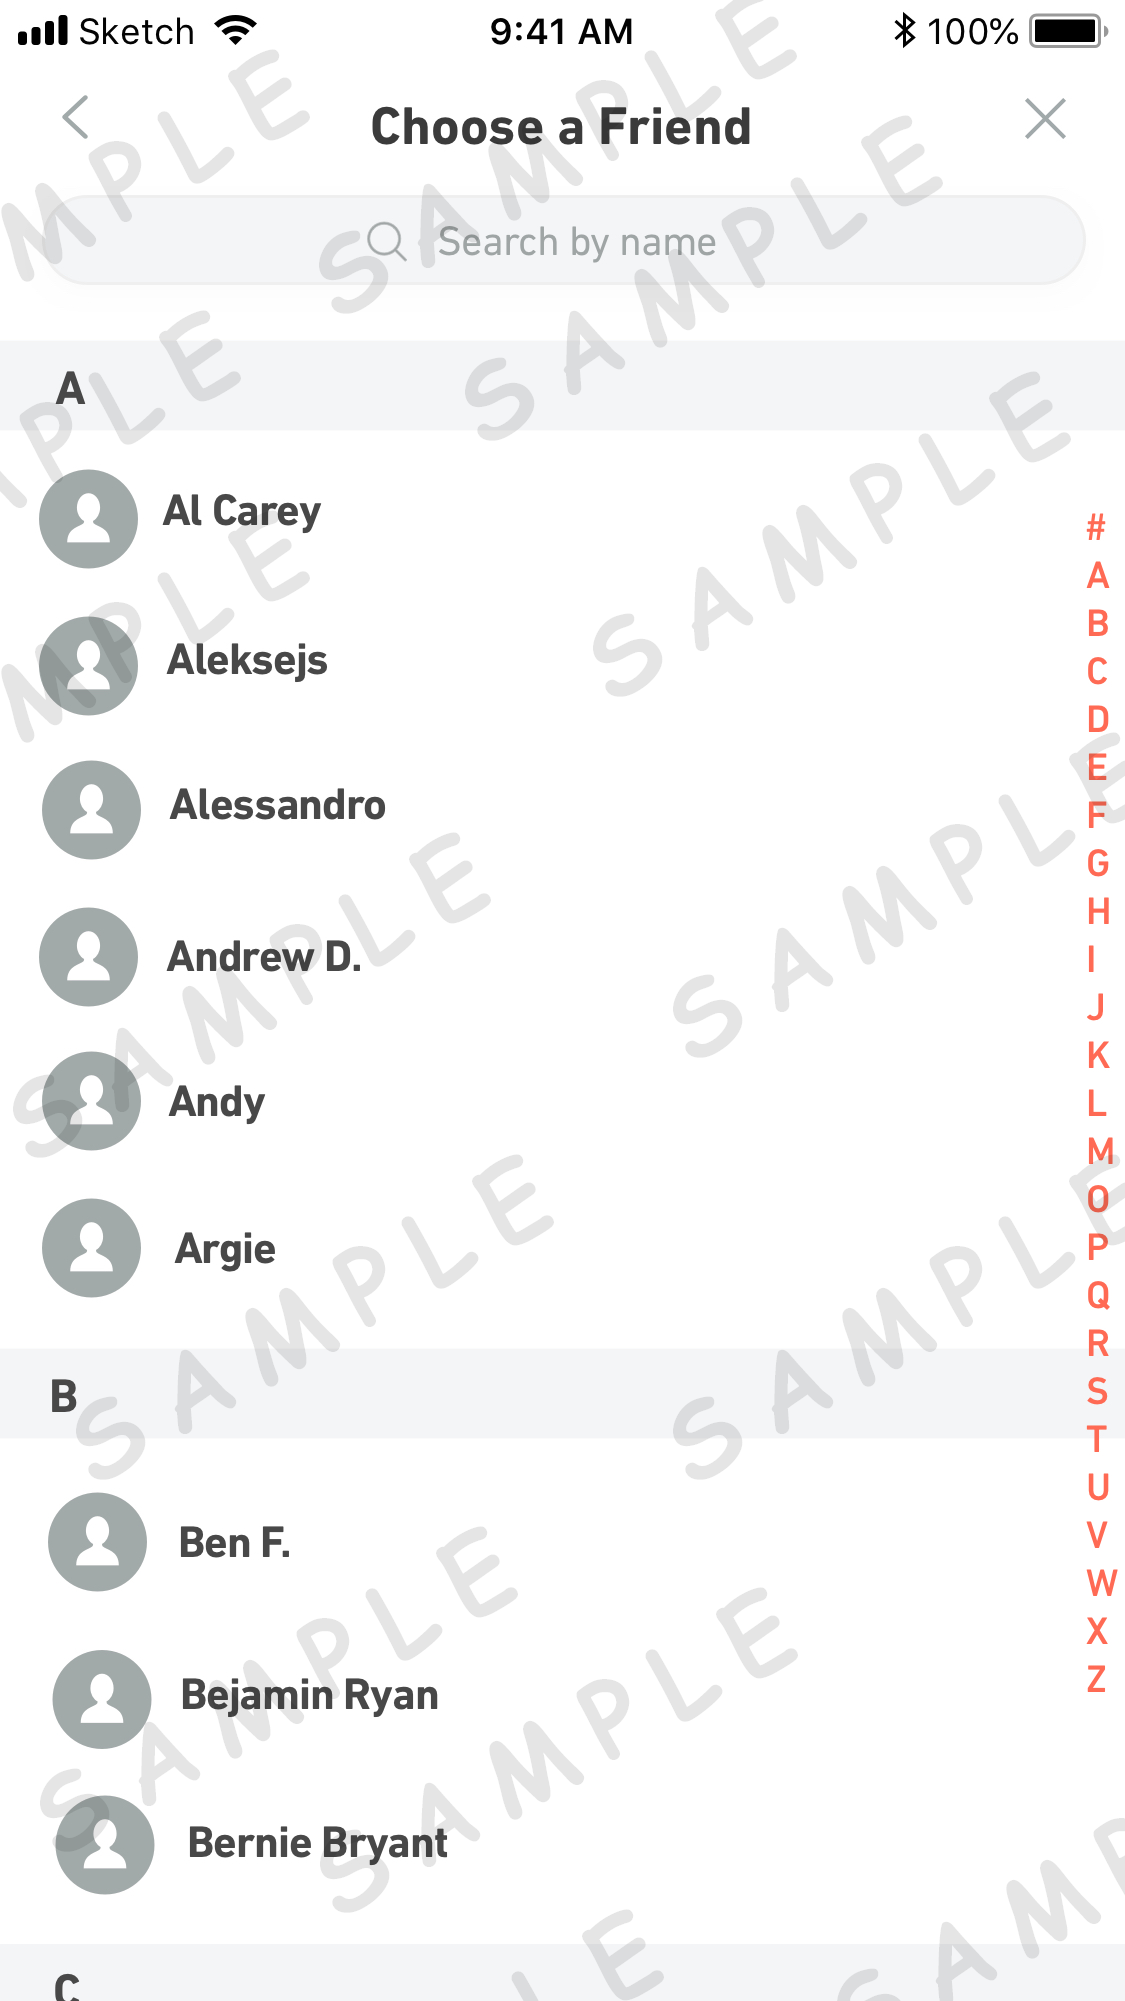 Sketch 9:41 AM 100%
Choose a Friend
Search by name
A
Al Carey
Aleksejs
Alessandro
Andrew D.
Andy
Argie
B
Ben F.
Bejamin Ryan
Bernie Bryant
C
#
A
B
C
D
E
F
G
H
I
J
K
L
M
O
P
Q
R
S
T
U
V
W
X
Z
SAMPLE
SAMPLE
SAMPLE
SAMPLE
SAMPLE
SAMPLE
SAMPLE
SAMPLE
SAMPLE